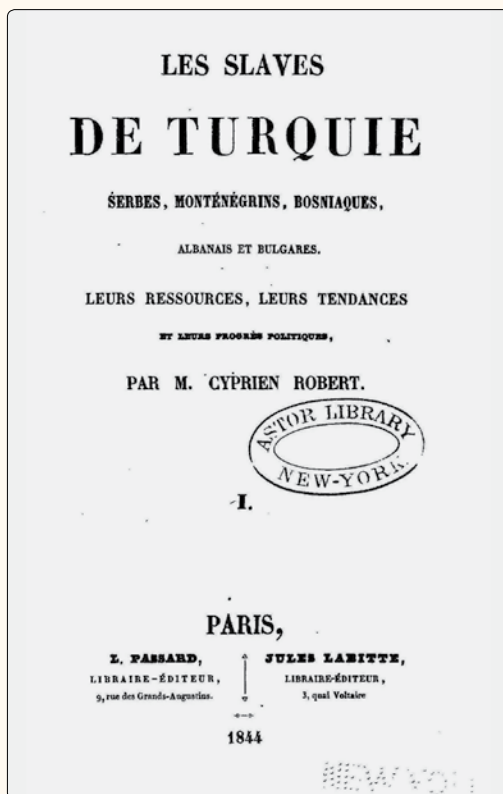 LES SLAVES
DE TURQUIE
SERBES, MONTÉNÉGRINS, BOSNIAQUES,
ALBANAIS ET BULGARES.
LEURS RESSOURCES, LEURS TENDANCES
ET LEURS PROGRÈS POLITIQUES,
PAR M. CYPRIEN ROBERT.
ASTOR LIBRARY
NEW-YORK.
I.
PARIS,
L. PASSARD,
LIBRAIRE-ÉDITEUR,
9, rue des Grands-Augustins.
JULES LABITTE,
LIBRAIRE-ÉDITEUR,
3, quai Voltaire
1844
NEW YOR